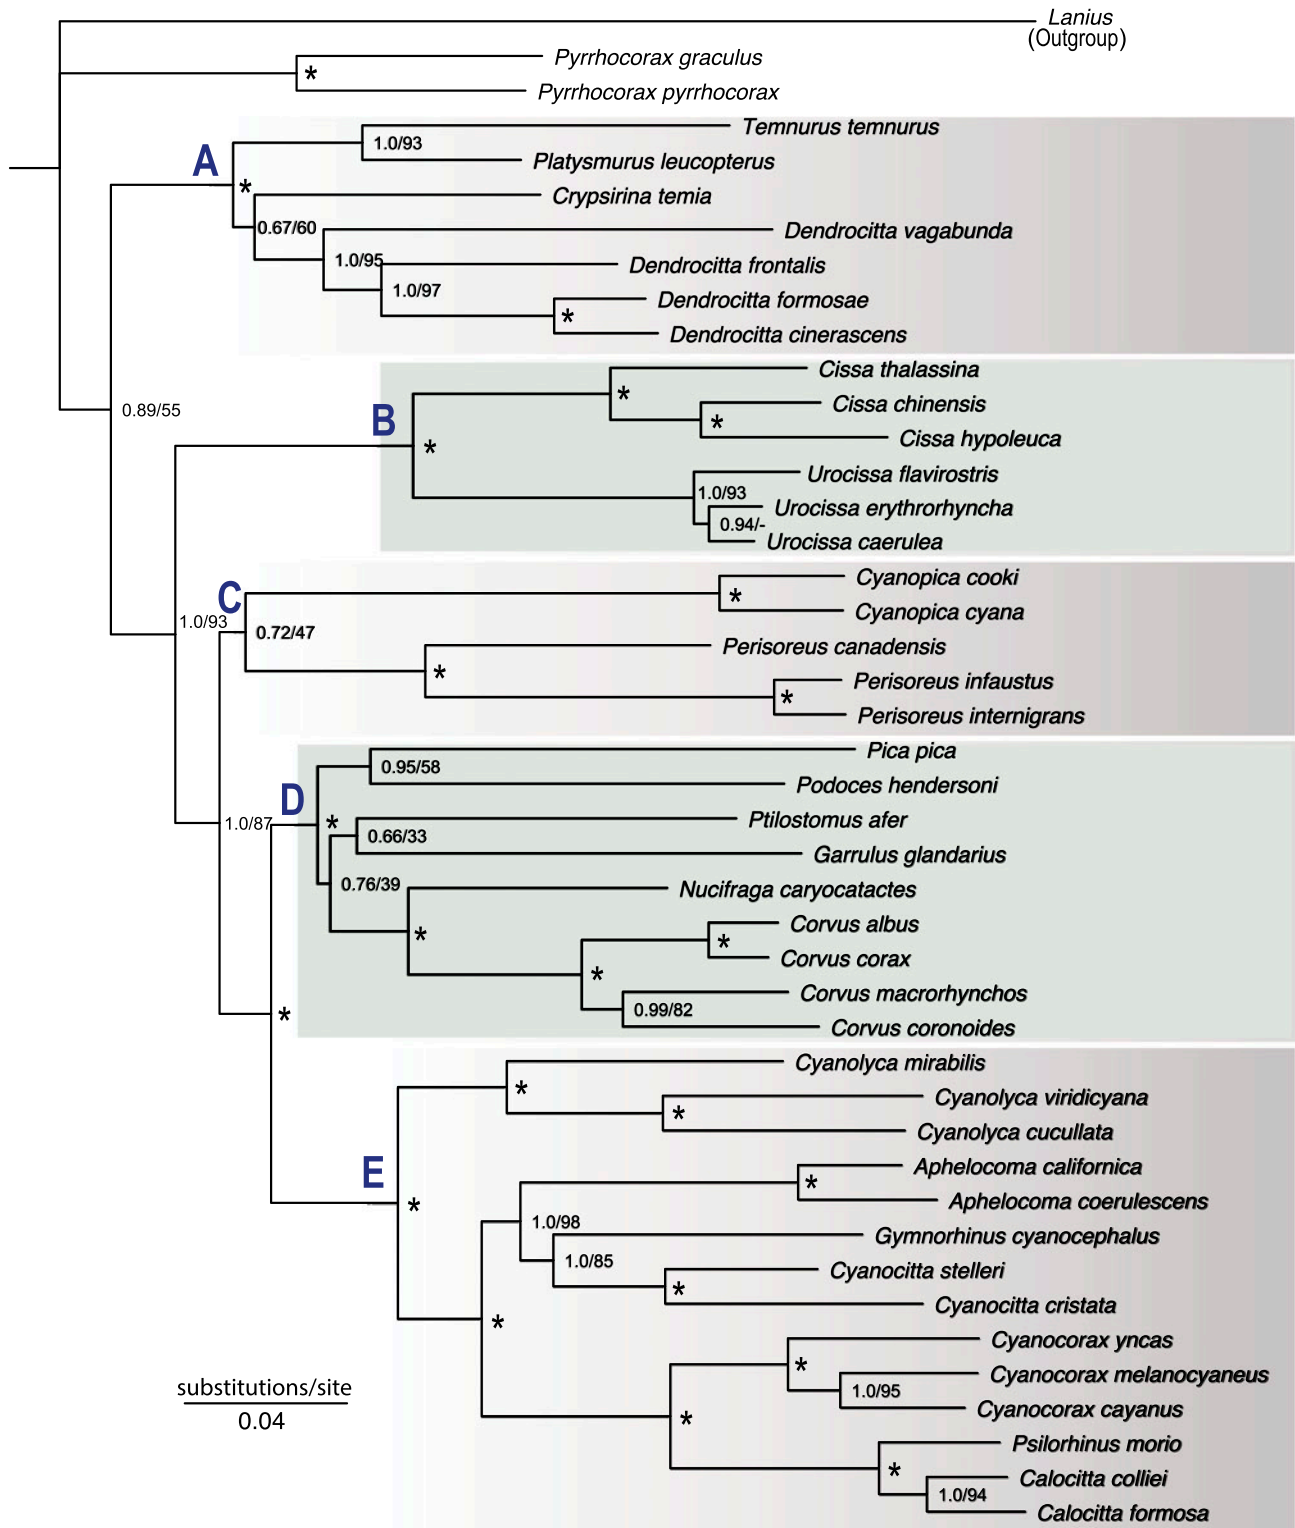 Lanius
(Outgroup)
Pyrrhocorax graculus
*
Pyrrhocorax pyrrhocorax
Temnurus temnurus
1.0/93
A
Platysmurus leucopterus
*
Crypsirina temia
0.67/60
Dendrocitta vagabunda
1.0/95
Dendrocitta frontalis
1.0/97
Dendrocitta formosae
*
Dendrocitta cinerascens
Cissa thalassina
*
0.89/55
Cissa chinensis
B
*
Cissa hypoleuca
*
Urocissa flavirostris
1.0/93
Urocissa erythrorhyncha
0.94/-
Urocissa caerulea
Cyanopica cooki
C
*
Cyanopica cyana
1.0/93
0.72/47
Perisoreus canadensis
*
Perisoreus infaustus
*
Perisoreus internigrans
Pica pica
0.95/58
Podoces hendersoni
D
Ptilostomus afer
1.0/87
*
0.66/33
Garrulus glandarius
0.76/39
Nucifraga caryocatactes
Corvus albus
*
*
Corvus corax
*
Corvus macrorhynchos
0.99/82
*
Corvus coronoides
Cyanolyca mirabilis
*
Cyanolyca viridicyana
*
Cyanolyca cucullata
Aphelocoma californica
E
*
Aphelocoma coerulescens
*
1.0/98
Gymnorhinus cyanocephalus
1.0/85
Cyanocitta stelleri
*
Cyanocitta cristata
*
Cyanocorax yncas
*
Cyanocorax melanocyaneus
1.0/95
Cyanocorax cayanus
*
Psilorhinus morio
*
Calocitta colliei
1.0/94
Calocitta formosa
substitutions/site
0.04